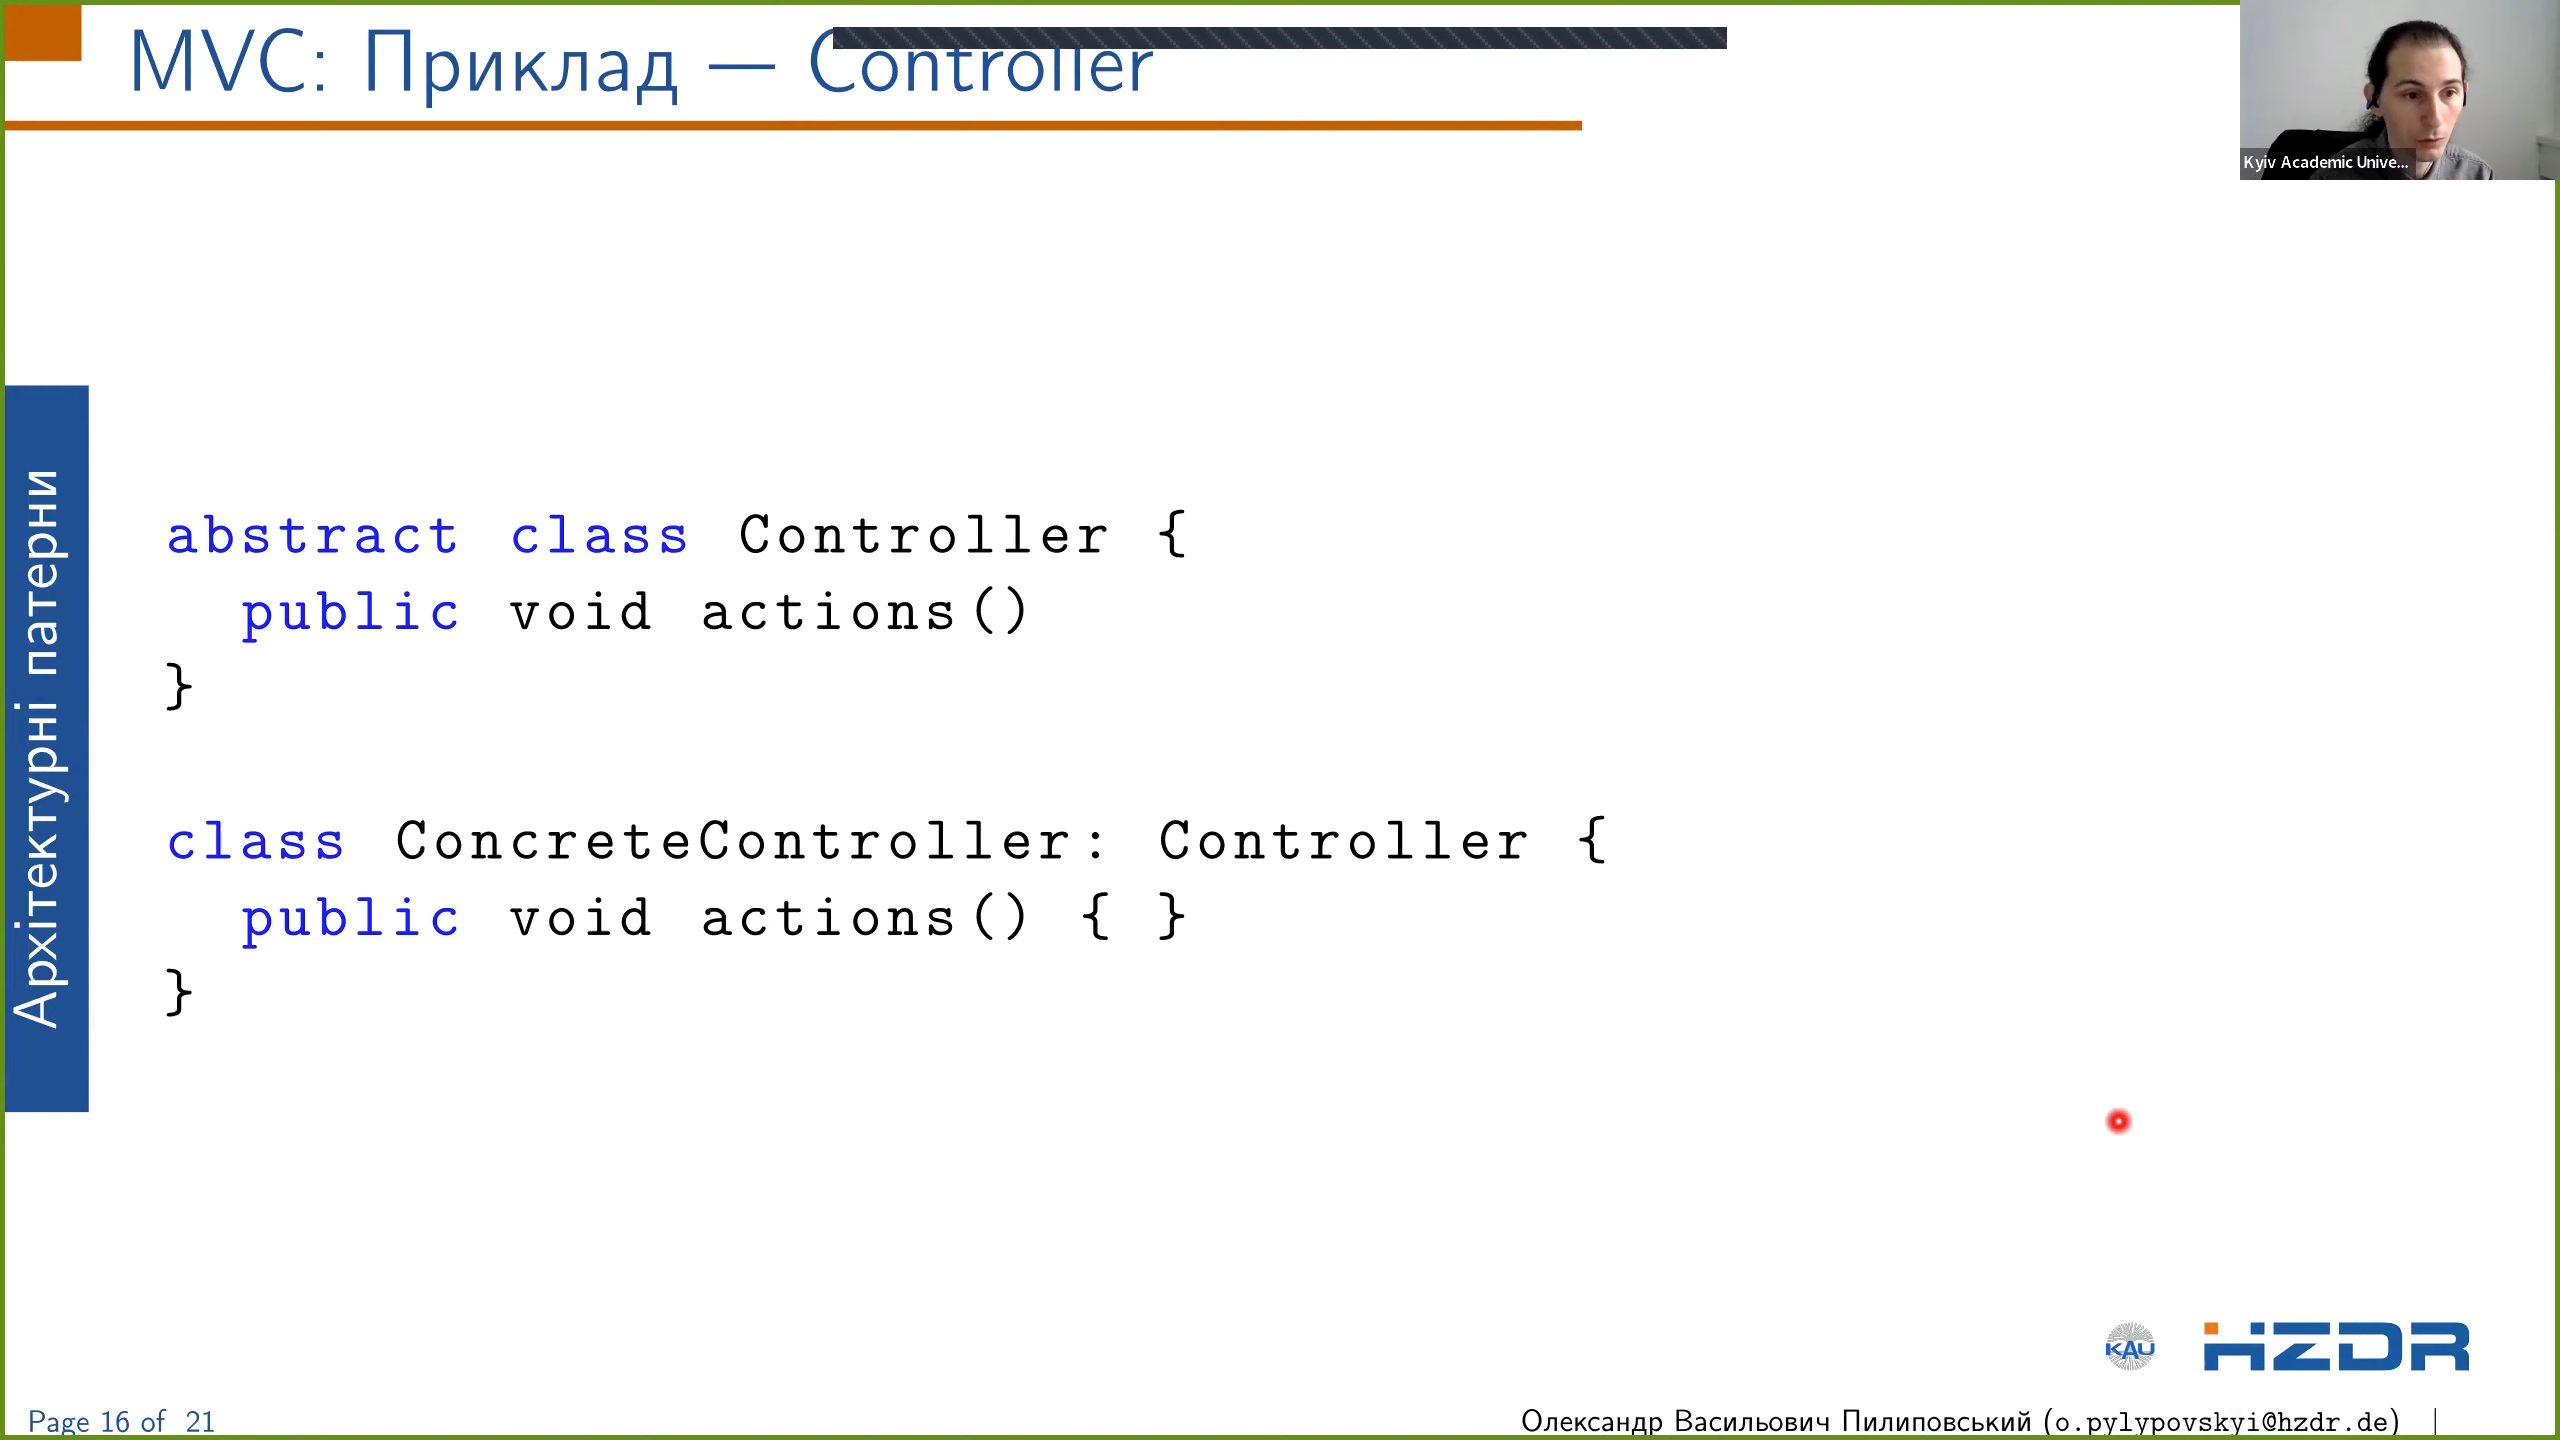 MVC: Приклад — Controller
Kyiv Academic Unive...
Архітектурні патерни
abstract class Controller {
  public void actions()
}
class ConcreteController: Controller {
  public void actions() { }
}
KAU
HZDR
Page 16 of 21
Олександр Васильович Пилиповський (o.pylypovskyi@hzdr.de) |